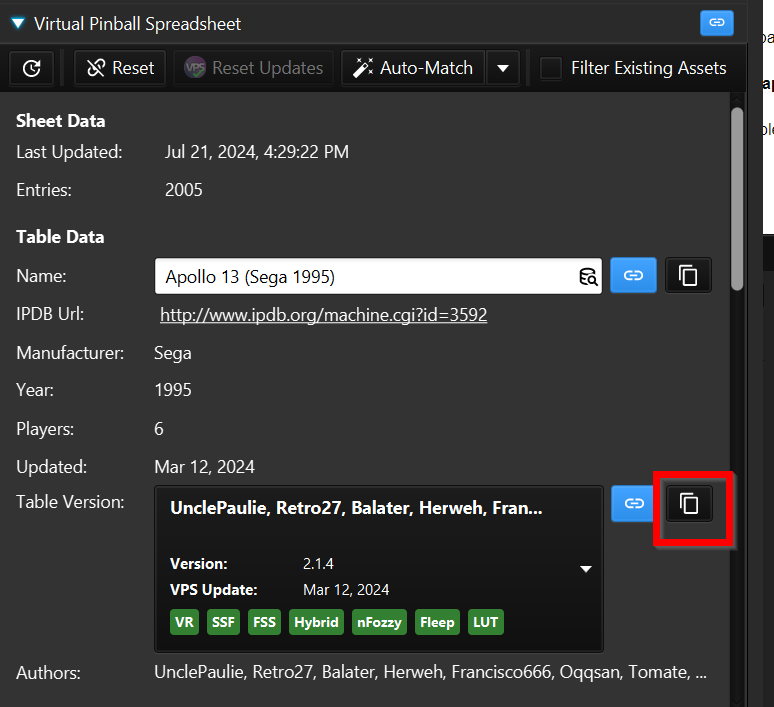 Virtual Pinball Spreadsheet
Reset VPS Reset Updates Auto-Match Filter Existing Assets
Sheet Data
Last Updated: Jul 21, 2024, 4:29:22 PM
Entries: 2005
Table Data
Name: Apollo 13 (Sega 1995)
IPDB Url: http://www.ipdb.org/machine.cgi?id=3592
Manufacturer: Sega
Year: 1995
Players: 6
Updated: Mar 12, 2024
Table Version: UnclePaulie, Retro27, Balater, Herweh, Fran...
Version: 2.1.4
VPS Update: Mar 12, 2024
VR SSF FSS Hybrid nFozzy Fleep LUT
Authors: UnclePaulie, Retro27, Balater, Herweh, Francisco666, Oqqsan, Tomate, ...